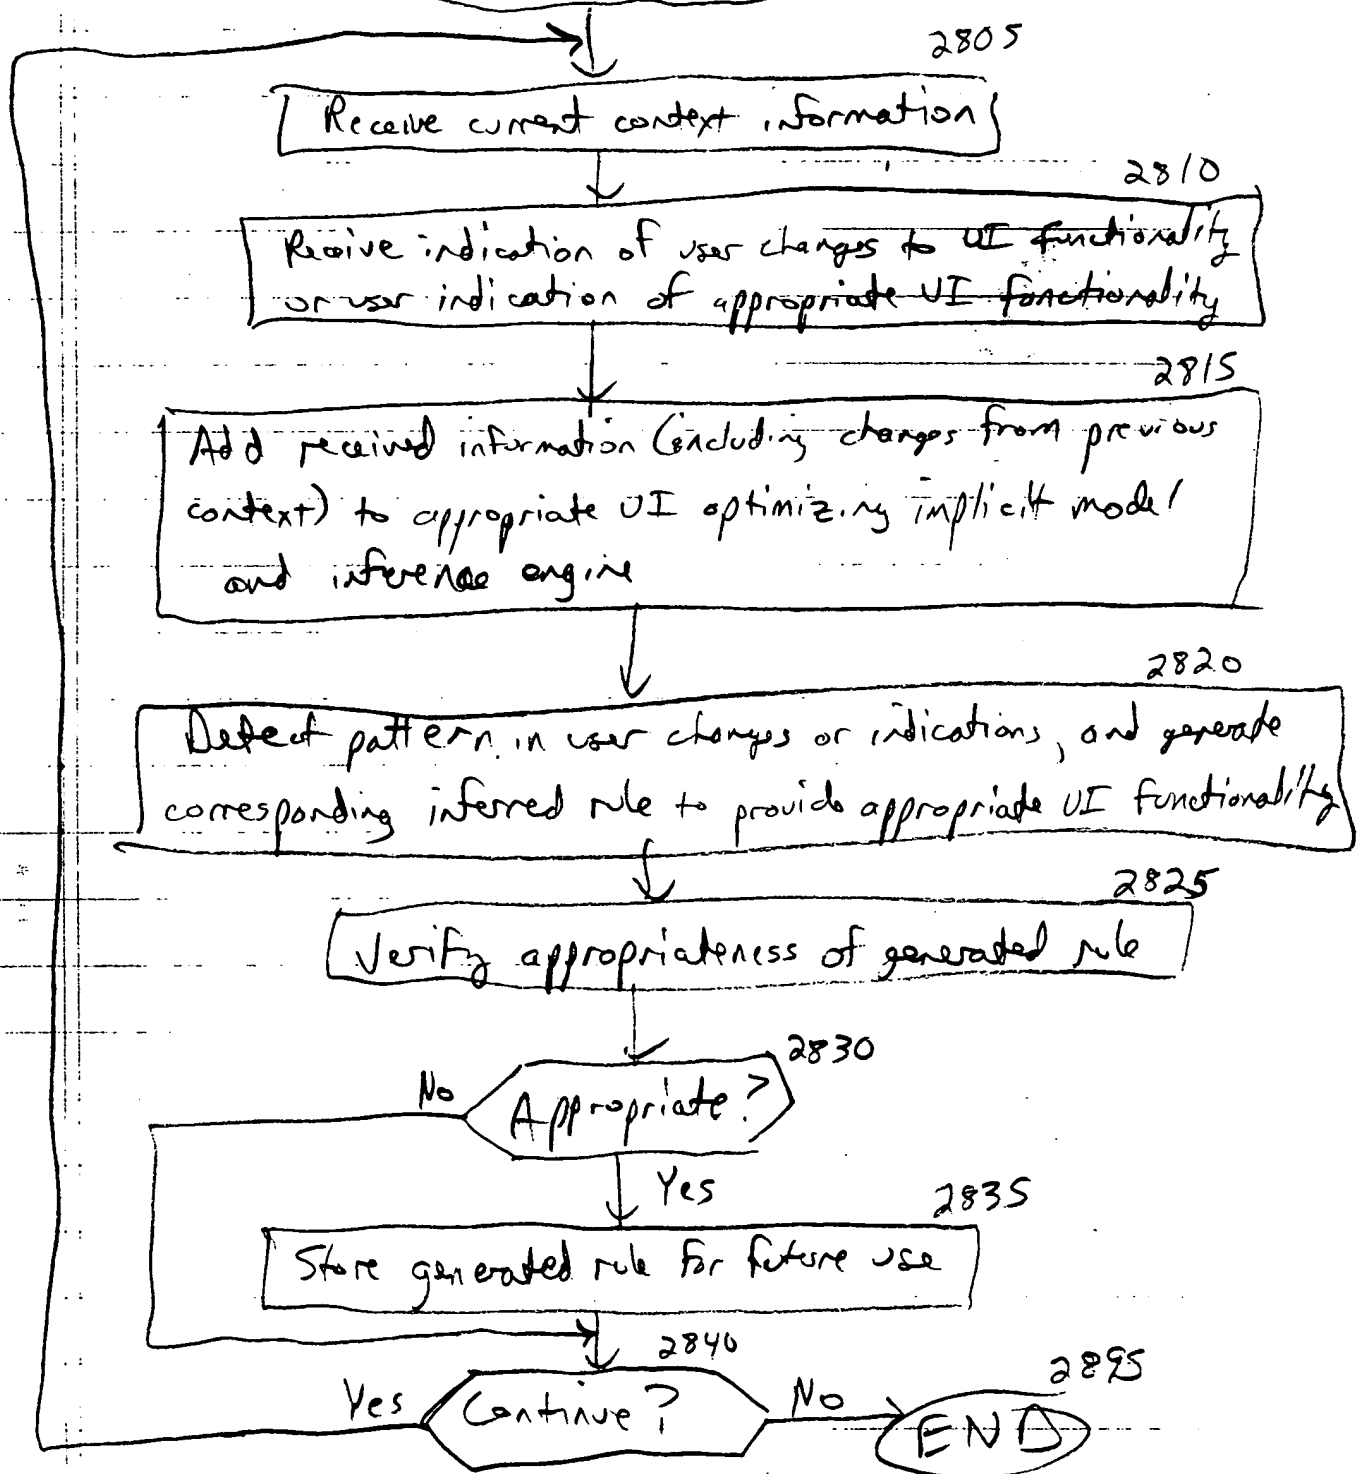 2805
Receive current context information
2810
Receive indication of user changes to UI functionality
or user indication of appropriate UI functionality
2815
Add received information (including changes from previous
context) to appropriate UI optimizing implicit model
and inference engine
2820
Detect pattern in user changes or indications, and generate
corresponding inferred rule to provide appropriate UI functionality
2825
Verify appropriateness of generated rule
2830
No
Appropriate?
Yes
2835
Store generated rule for future use
2840
2895
Yes
Continue?
No
END